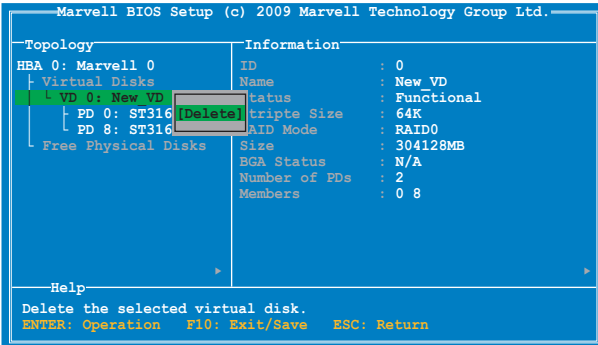 Marvell BIOS Setup (c) 2009 Marvell Technology Group Ltd.
Topology
HBA 0: Marvell 0
Virtual Disks
VD 0: New VD
PD 0: ST316
PD 8: ST316
Free Physical Disks
[Delete]
Information
ID : 0
Name : New_VD
tatus : Functional
tripte Size : 64K
AID Mode : RAID0
Size : 304128MB
BGA Status : N/A
Number of PDs : 2
Members : 0 8
Help
Delete the selected virtual disk.
ENTER: Operation F10: Exit/Save ESC: Return